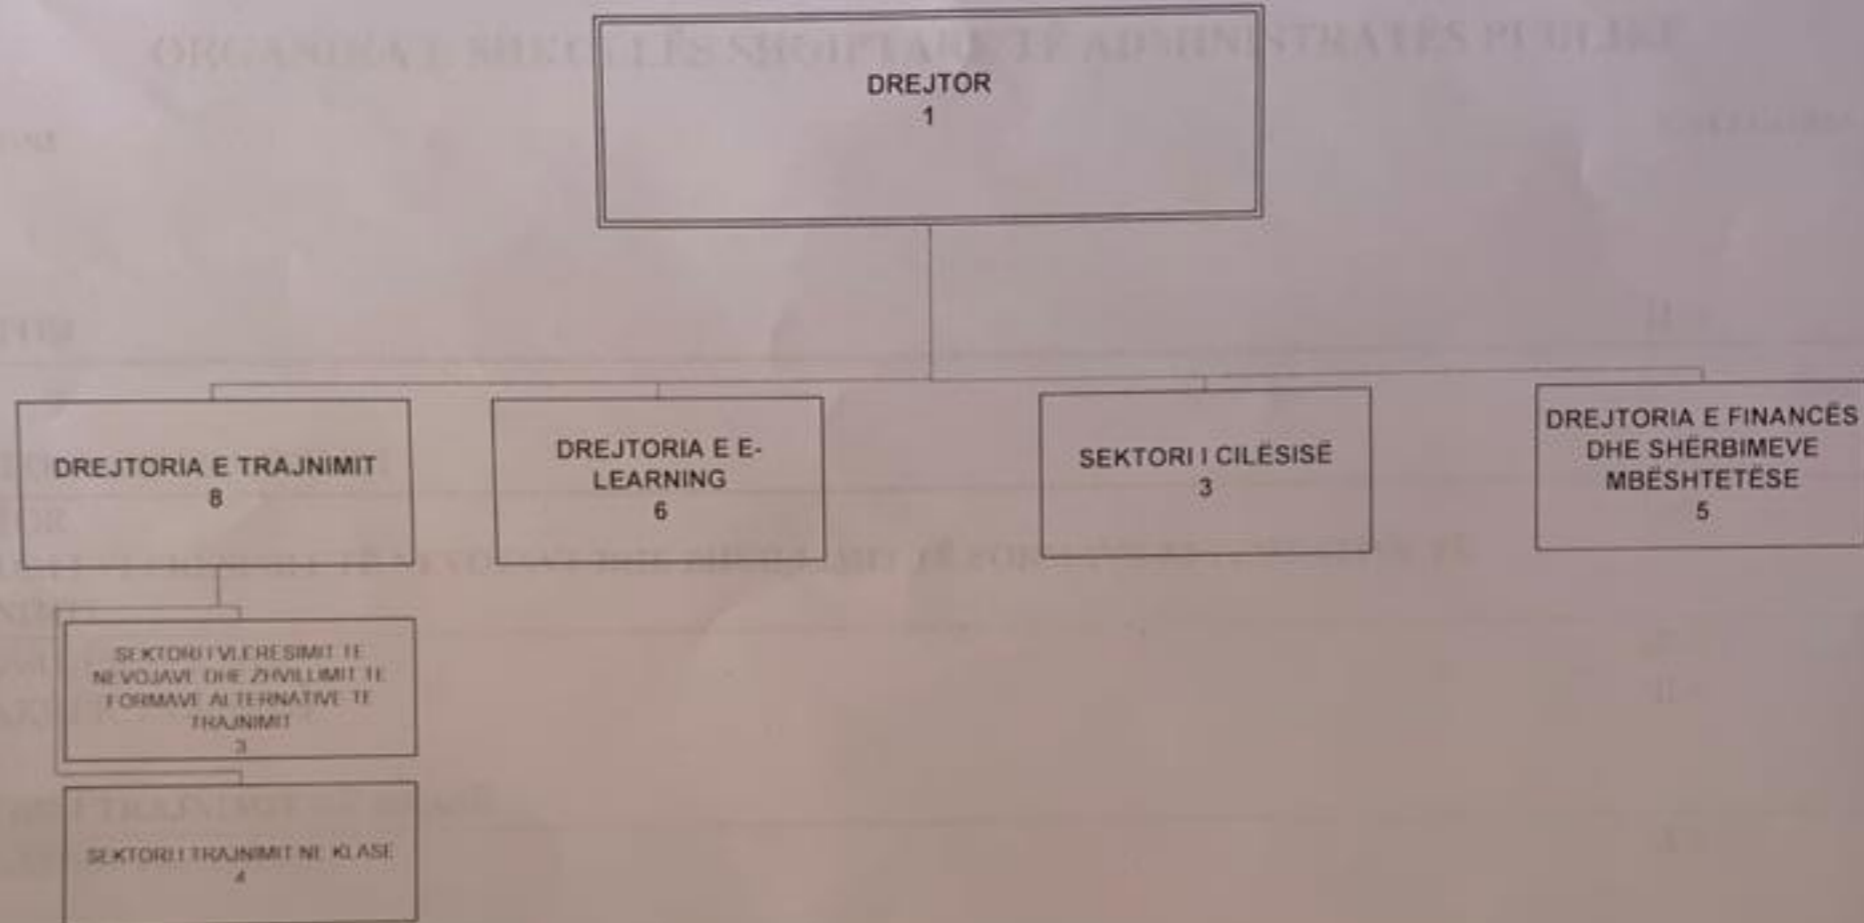 DREJTOR
1
DREJTORIA E TRAJNIMIT
8
DREJTORIA E E-
LEARNING
6
SEKTORI I CILËSISË
3
DREJTORIA E FINANCËS
DHE SHËRBIMEVE
MBËSHTETËSE
5
SEKTORI I VLERESIMIT TE
NEVOJAVE DHE ZHVILLIMIT TE
FORMAVE ALTERNATIVE TE
TRAJNIMIT
3
SEKTORI I TRAJNIMIT NE KLASE
4